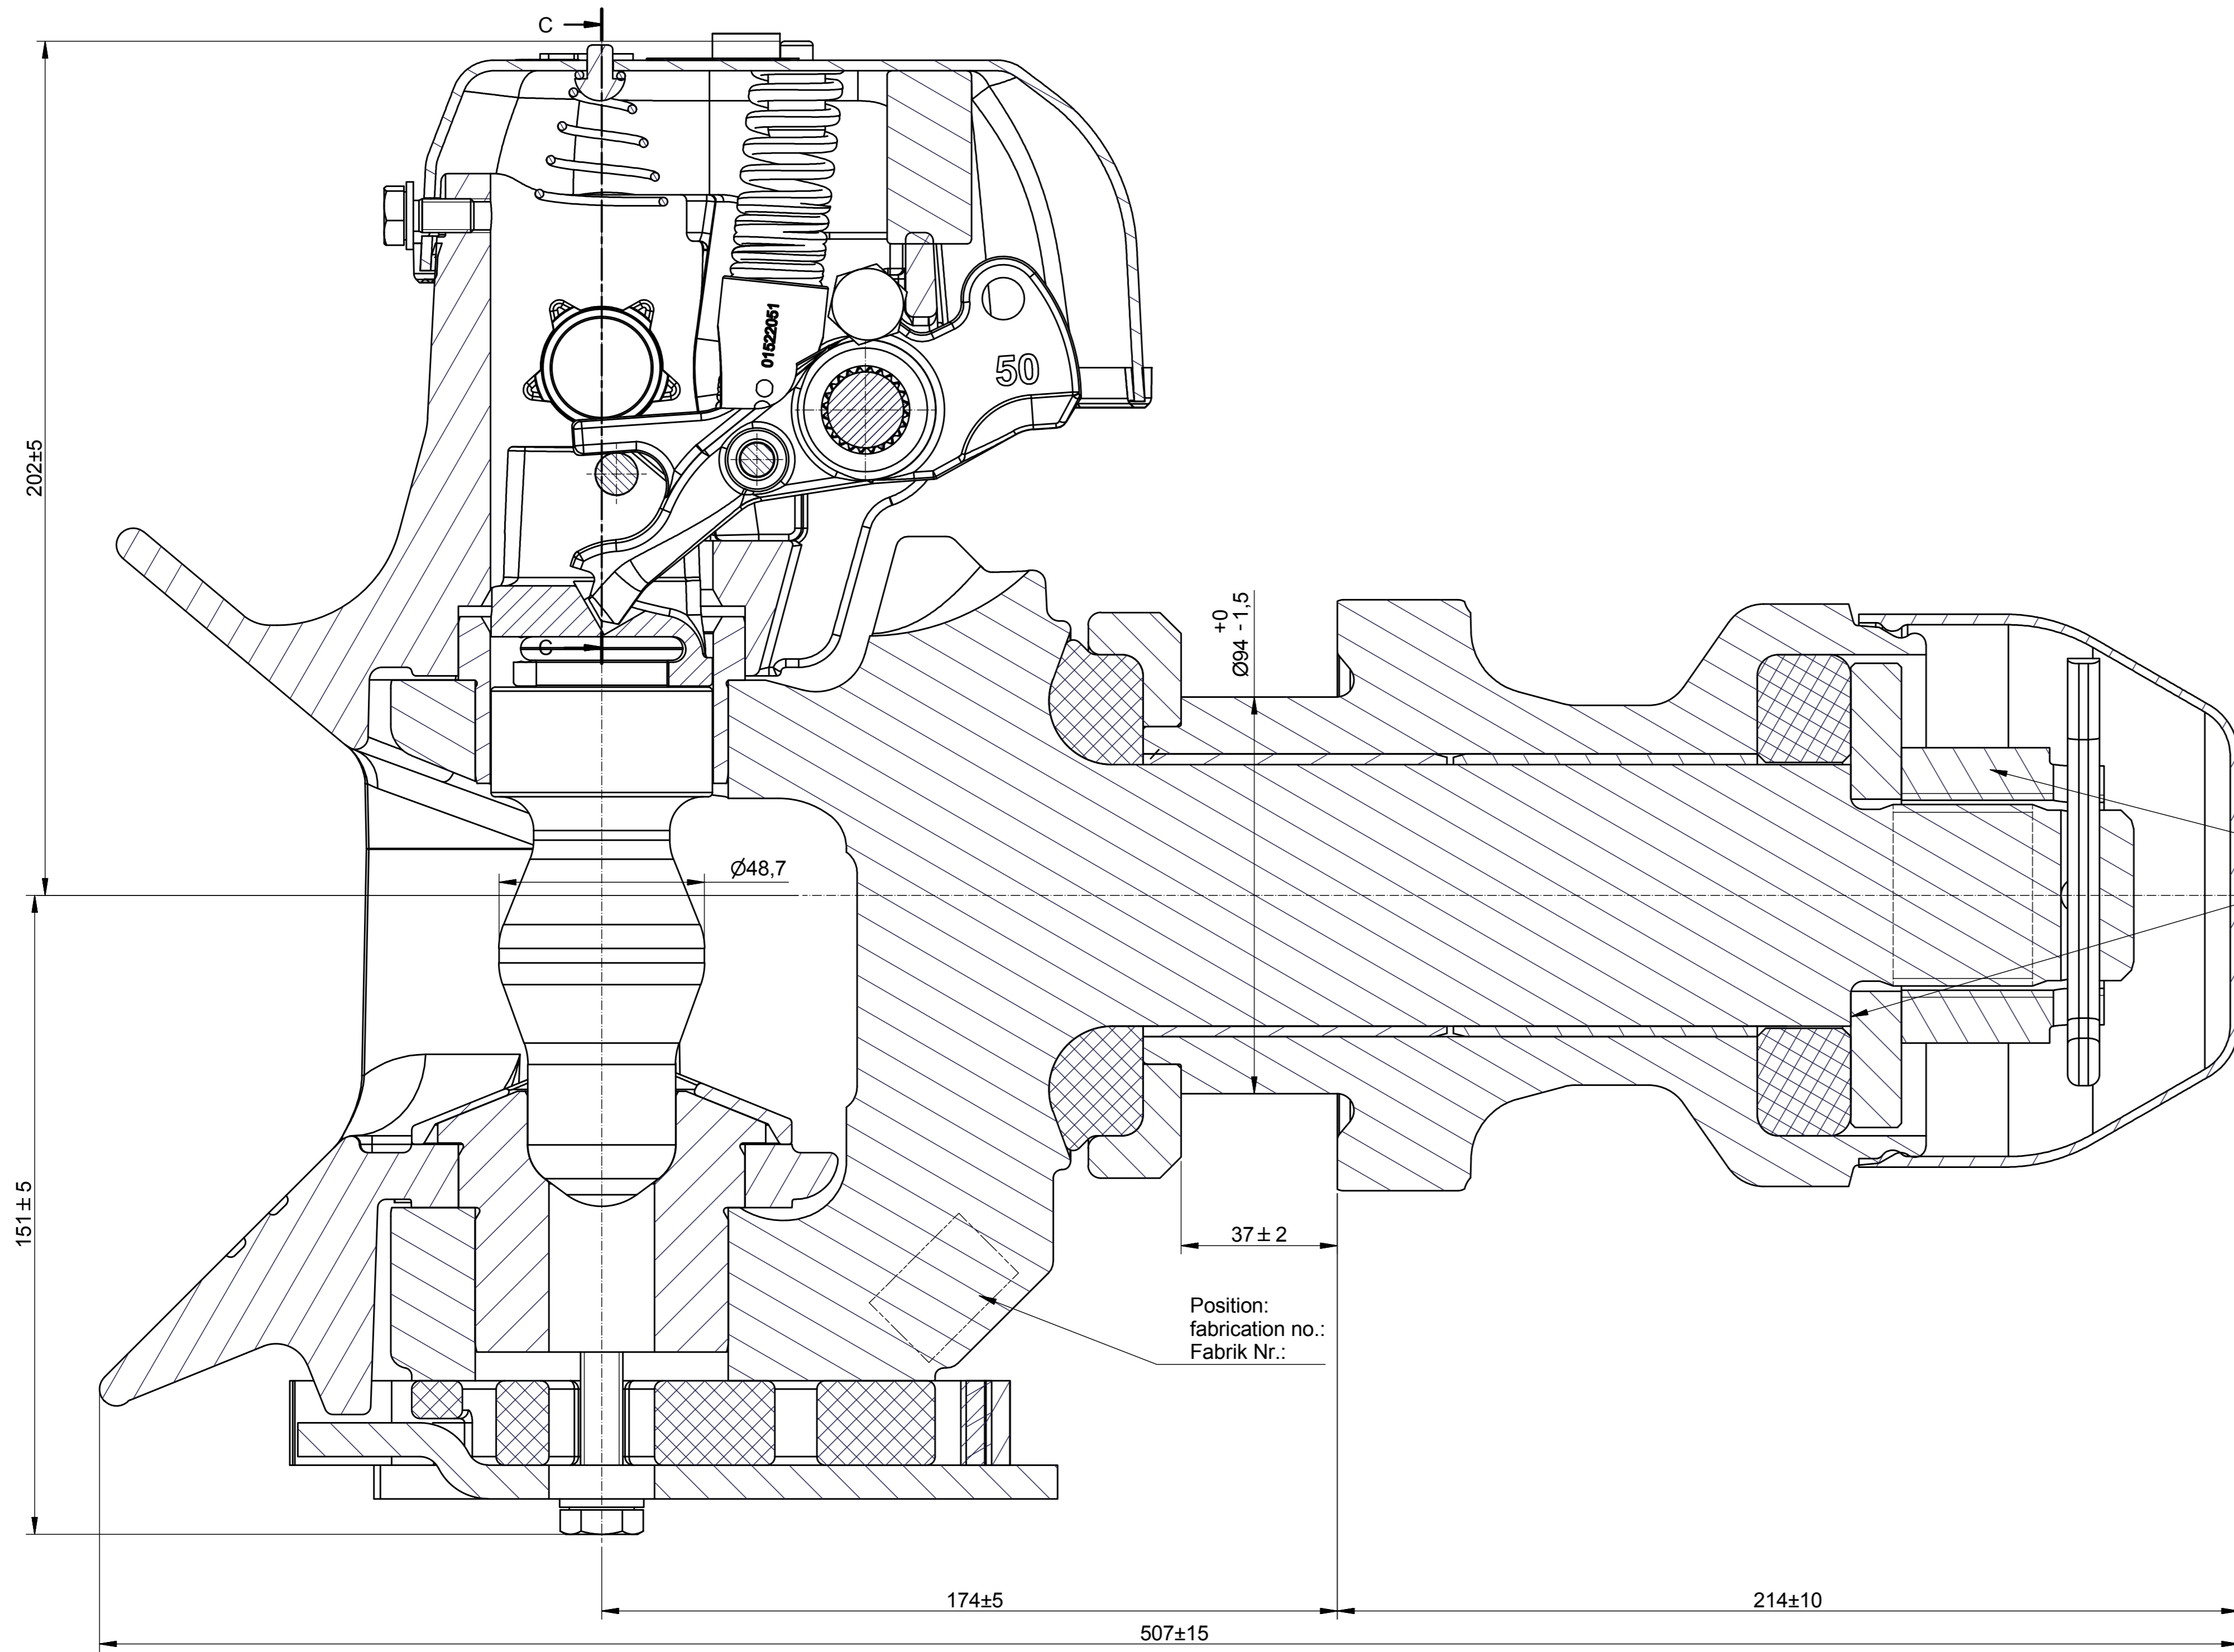 C
01522051
50
202±5
C
+0
Ø94 -1,5
Ø48,7
151±5
37±2
Position:
fabrication no.:
Fabrik Nr.:
174±5
214±10
507±15